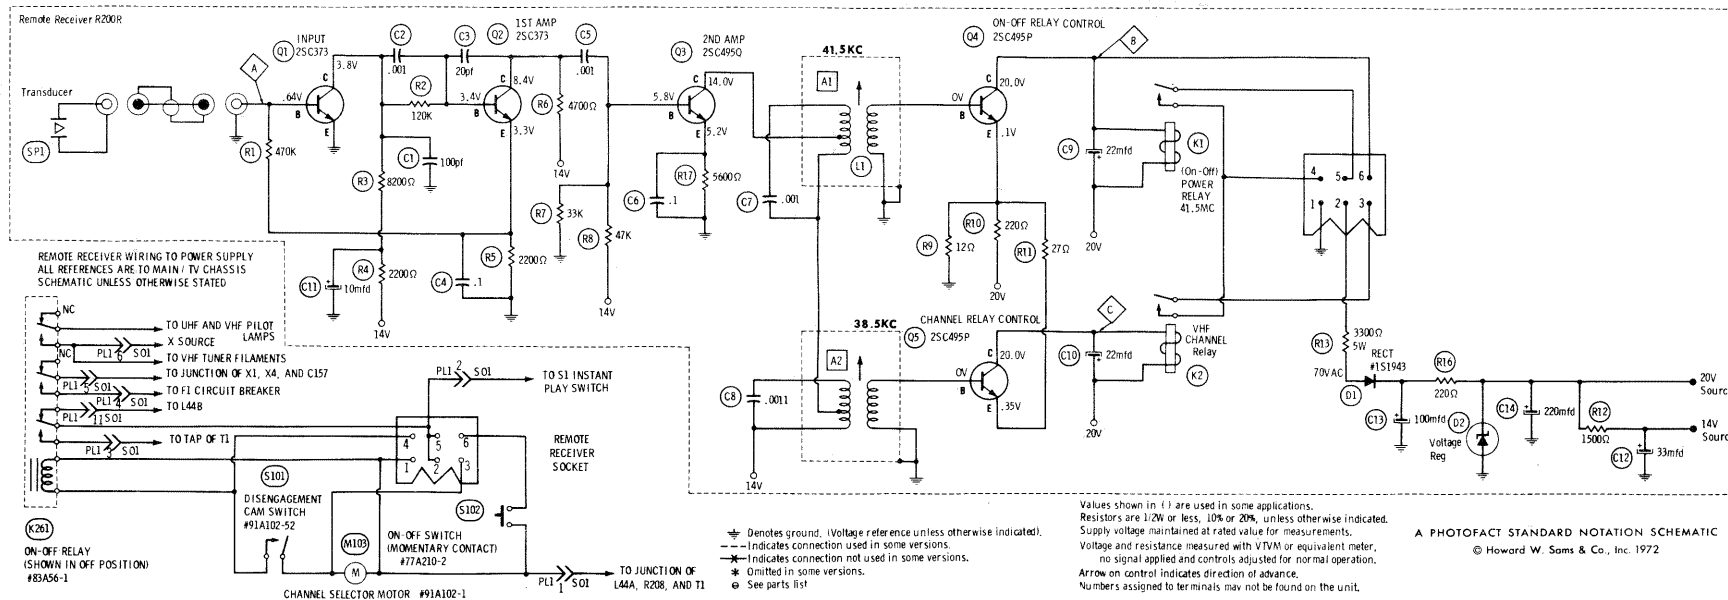 Remote Receiver R200R
Transducer
SP1
A
R1
470K
INPUT
Q1
2SC373
3.8V
.64V
B
C
E
C2
.001
C3
20pf
R2
120K
C1
100pf
R3
8200Ω
R4
2200Ω
C11
10mfd
14V
1ST AMP
Q2
2SC373
C
8.4V
3.4V
B
E
3.3V
C5
.001
R6
4700Ω
14V
R7
33K
R8
47K
14V
R5
2200Ω
C4
.1
2ND AMP
Q3
2SC495Q
C
14.0V
5.8V
B
E
5.2V
R17
5600Ω
C6
.1
41.5KC
A1
L1
C7
.001
ON-OFF RELAY CONTROL
Q4
2SC495P
C
20.0V
0V
B
E
.1V
R9
12Ω
R10
220Ω
20V
R11
27Ω
B
C9
22mfd
20V
K1
(On-Off)
POWER
RELAY
41.5MC
4
5
6
1
2
3
38.5KC
A2
C8
.0011
14V
CHANNEL RELAY CONTROL
Q5
2SC495P
C
20.0V
0V
B
E
.35V
C
C10
22mfd
20V
VHF
CHANNEL
Relay
K2
R13
3300Ω
5W
70VAC
RECT
#1S1943
D1
R16
220Ω
C13
100mfd
D2
Voltage
Reg
C14
220mfd
R12
1500Ω
C12
33mfd
20V
Sourc
14V
Sourc
REMOTE RECEIVER WIRING TO POWER SUPPLY
ALL REFERENCES ARE TO MAIN / TV CHASSIS
SCHEMATIC UNLESS OTHERWISE STATED
NC
TO UHF AND VHF PILOT
LAMPS
X SOURCE
PL1 6 SO1
NC
TO VHF TUNER FILAMENTS
TO JUNCTION OF X1, X4, AND C157
PL1 5 SO1
TO F1 CIRCUIT BREAKER
PL1 4 SO1
TO L44B
PL1 11 SO1
TO TAP OF T1
PL1 3 SO1
PL1 2 SO1
TO S1 INSTANT
PLAY SWITCH
4
5
6
1
2
3
REMOTE
RECEIVER
SOCKET
S101
DISENGAGEMENT
CAM SWITCH
#91A102-52
S102
ON-OFF SWITCH
(MOMENTARY CONTACT)
#77A210-2
M103
M
K261
ON-OFF RELAY
(SHOWN IN OFF POSITION)
#83A56-1
CHANNEL SELECTOR MOTOR #91A102-1
PL1 1 SO1
TO JUNCTION OF
L44A, R208, AND T1
Denotes ground. (Voltage reference unless otherwise indicated).
Indicates connection used in some versions.
Indicates connection not used in some versions.
* Omitted in some versions.
See parts list
Values shown in ( ) are used in some applications.
Resistors are 1/2W or less, 10% or 20%, unless otherwise indicated.
Supply voltage maintained at rated value for measurements.
Voltage and resistance measured with VTVM or equivalent meter,
no signal applied and controls adjusted for normal operation.
Arrow on control indicates direction of advance.
Numbers assigned to terminals may not be found on the unit.
A PHOTOFACT STANDARD NOTATION SCHEMATIC
© Howard W. Sams & Co., Inc. 1972